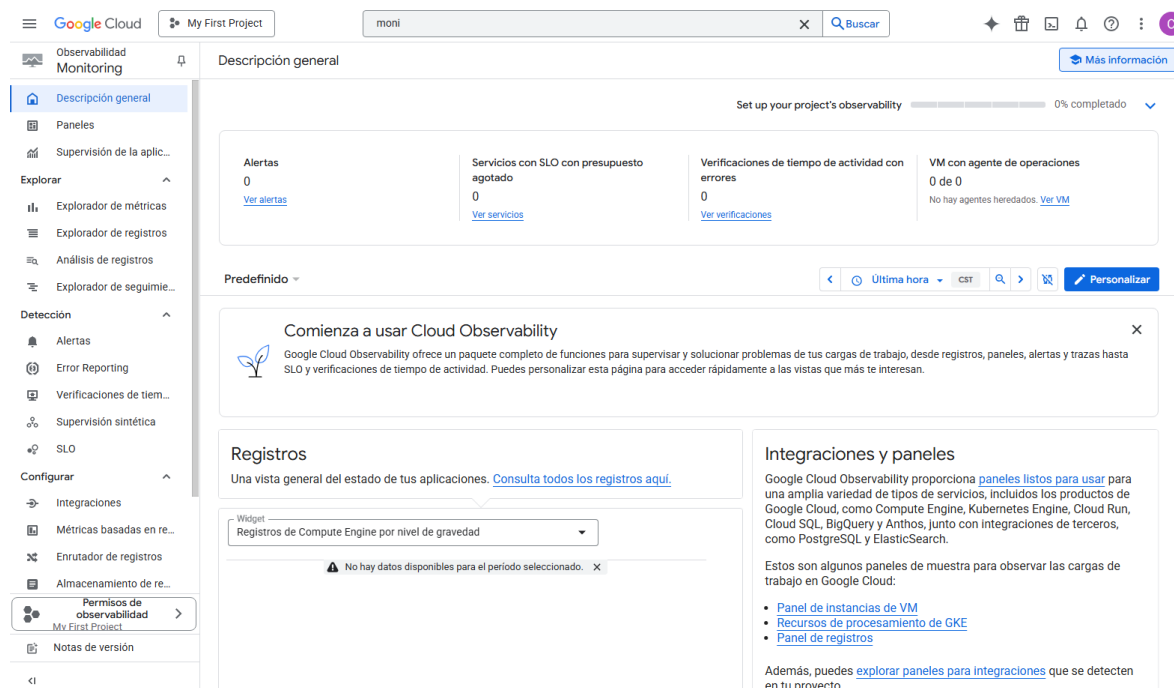 Google Cloud
My First Project
moni
Buscar
Observabilidad
Monitoring
Descripción general
Paneles
Supervisión de la aplic...
Explorar
Explorador de métricas
Explorador de registros
Análisis de registros
Explorador de seguimie...
Detección
Alertas
Error Reporting
Verificaciones de tiem...
Supervisión sintética
SLO
Configurar
Integraciones
Métricas basadas en re...
Enrutador de registros
Almacenamiento de re...
Permisos de
observabilidad
My First Project
Notas de versión
Descripción general
Más información
Set up your project's observability
0% completado
Alertas
0
Ver alertas
Servicios con SLO con presupuesto
agotado
0
Ver servicios
Verificaciones de tiempo de actividad con
errores
0
Ver verificaciones
VM con agente de operaciones
0 de 0
No hay agentes heredados. Ver VM
Predefinido
Última hora
CST
Personalizar
Comienza a usar Cloud Observability
Google Cloud Observability ofrece un paquete completo de funciones para supervisar y solucionar problemas de tus cargas de trabajo, desde registros, paneles, alertas y trazas hasta
SLO y verificaciones de tiempo de actividad. Puedes personalizar esta página para acceder rápidamente a las vistas que más te interesan.
Registros
Una vista general del estado de tus aplicaciones. Consulta todos los registros aquí.
Widget
Registros de Compute Engine por nivel de gravedad
No hay datos disponibles para el período seleccionado.
Integraciones y paneles
Google Cloud Observability proporciona paneles listos para usar para
una amplia variedad de tipos de servicios, incluidos los productos de
Google Cloud, como Compute Engine, Kubernetes Engine, Cloud Run,
Cloud SQL, BigQuery y Anthos, junto con integraciones de terceros,
como PostgreSQL y ElasticSearch.
Estos son algunos paneles de muestra para observar las cargas de
trabajo en Google Cloud:
Panel de instancias de VM
Recursos de procesamiento de GKE
Panel de registros
Además, puedes explorar paneles para integraciones que se detecten
en tu proyecto